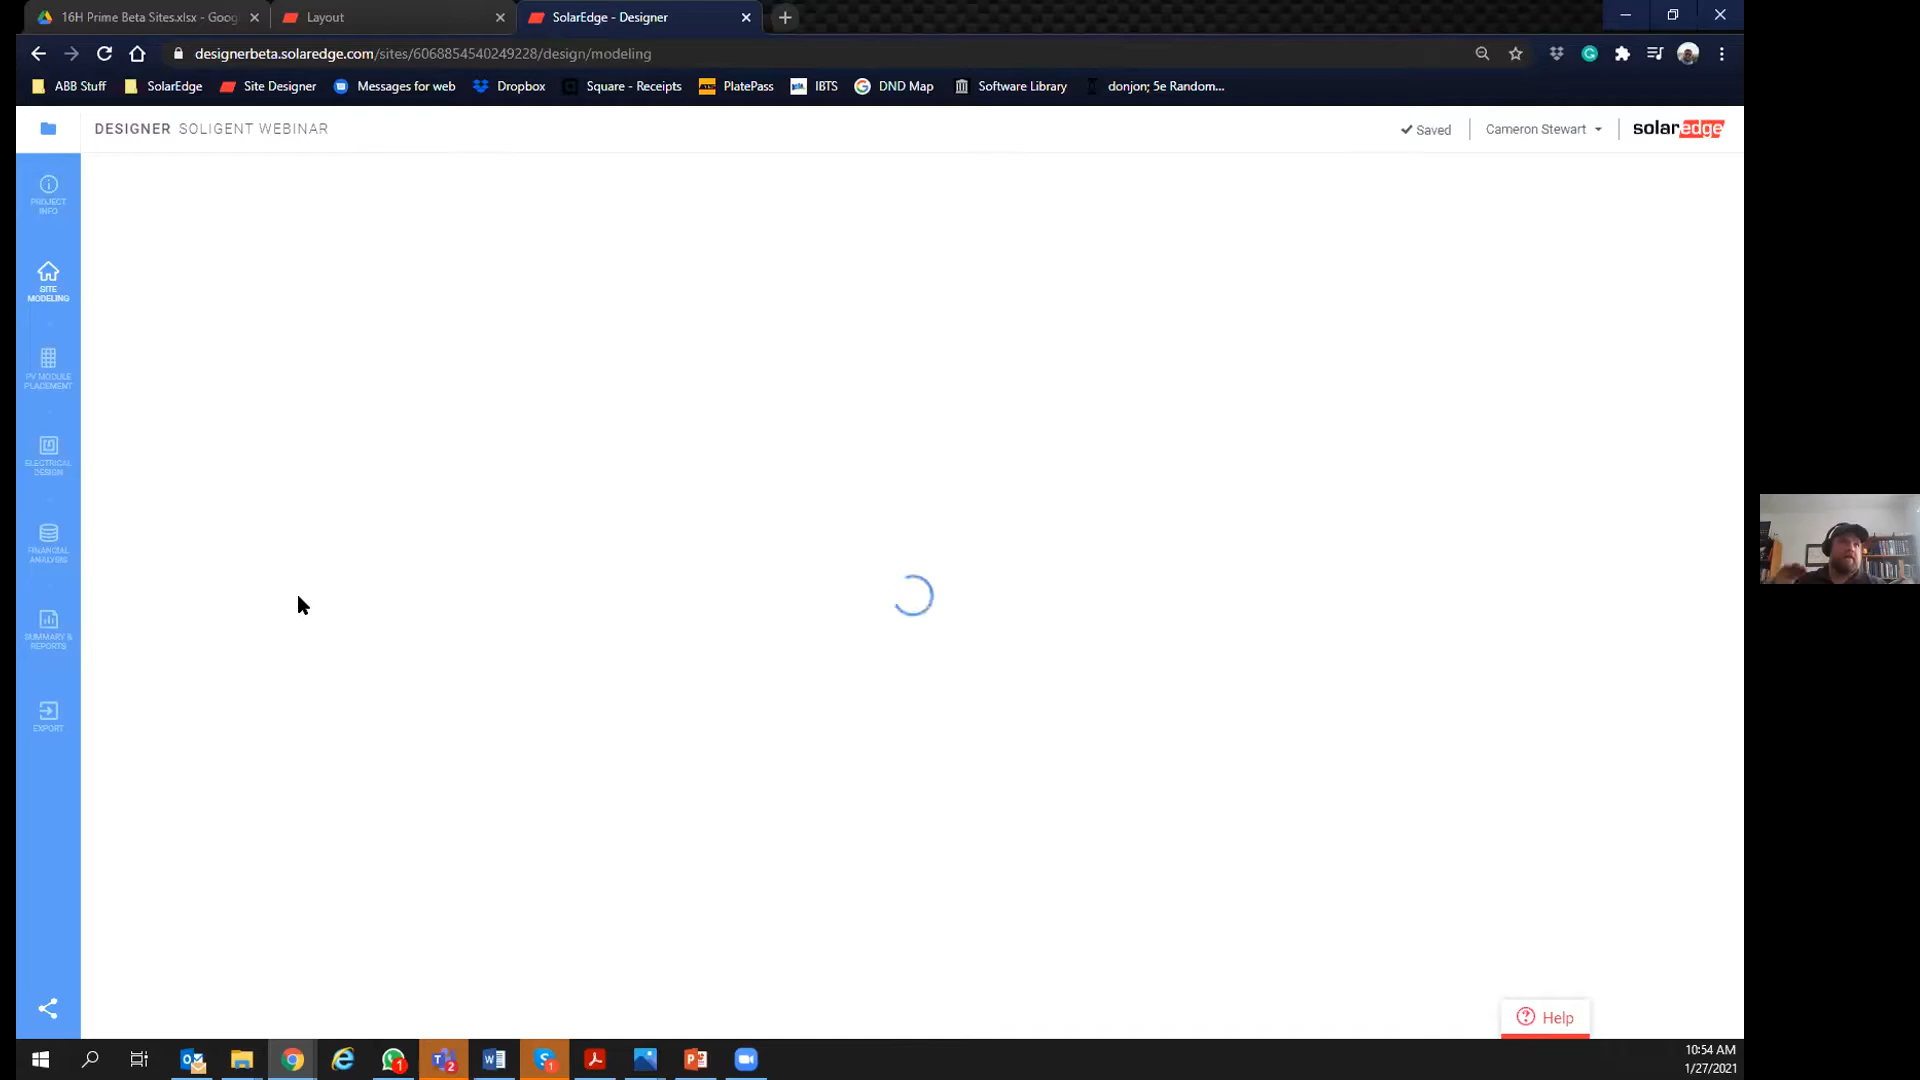 16H Prime Beta Sites.xlsx - Goog
Layout
SolarEdge - Designer
designerbeta.solaredge.com/sites/6068854540249228/design/modeling
ABB Stuff
SolarEdge
Site Designer
Messages for web
Dropbox
Square - Receipts
PlatePass
IBTS
DND Map
Software Library
donjon; 5e Random...
DESIGNER SOLIGENT WEBINAR
Saved
Cameron Stewart
solaredge
PROJECT
INFO
SITE
MODELING
PV MODULE
PLACEMENT
ELECTRICAL
DESIGN
FINANCIAL
ANALYSIS
SUMMARY &
REPORTS
EXPORT
Help
1
2
1
10:54 AM
1/27/2021